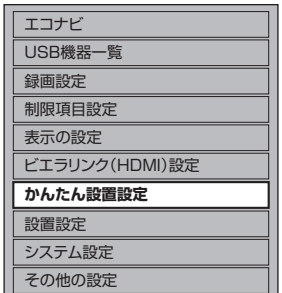 エコナビ
USB機器一覧
録画設定
制限項目設定
表示の設定
ビエラリンク(HDMI)設定
かんたん設置設定
設置設定
システム設定
その他の設定